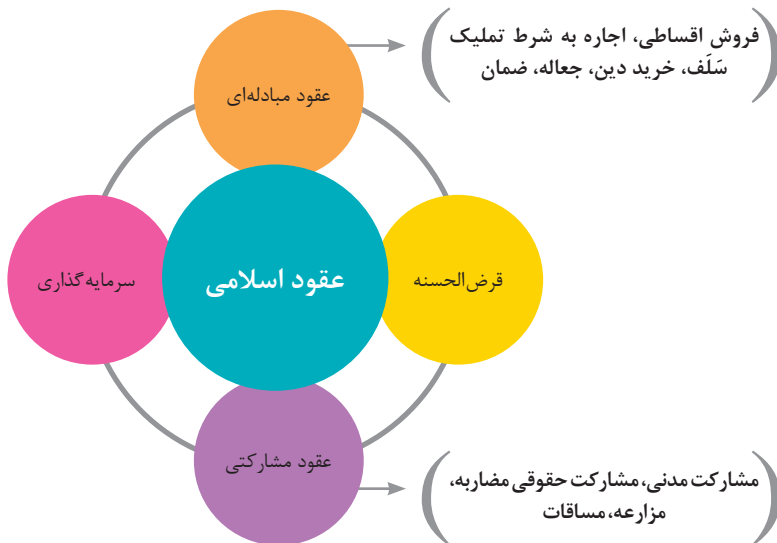 فروش اقساطی، اجاره به شرط تملیک
سَلَف، خرید دین، جعاله، ضمان
عقود مبادله‌ای
قرض‌الحسنه
عقود اسلامی
سرمایه‌گذاری
عقود مشارکتی
مشارکت مدنی، مشارکت حقوقی مضاربه،
مزارعه، مساقات